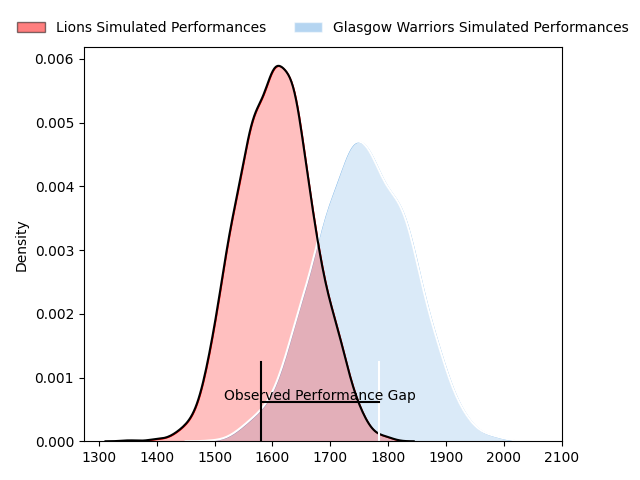 Lions Simulated Performances
Glasgow Warriors Simulated Performances
0.006
0.005
0.004
0.003
0.002
0.001
0.000
Density
Observed Performance Gap
1300 1400 1500 1600 1700 1800 1900 2000 2100